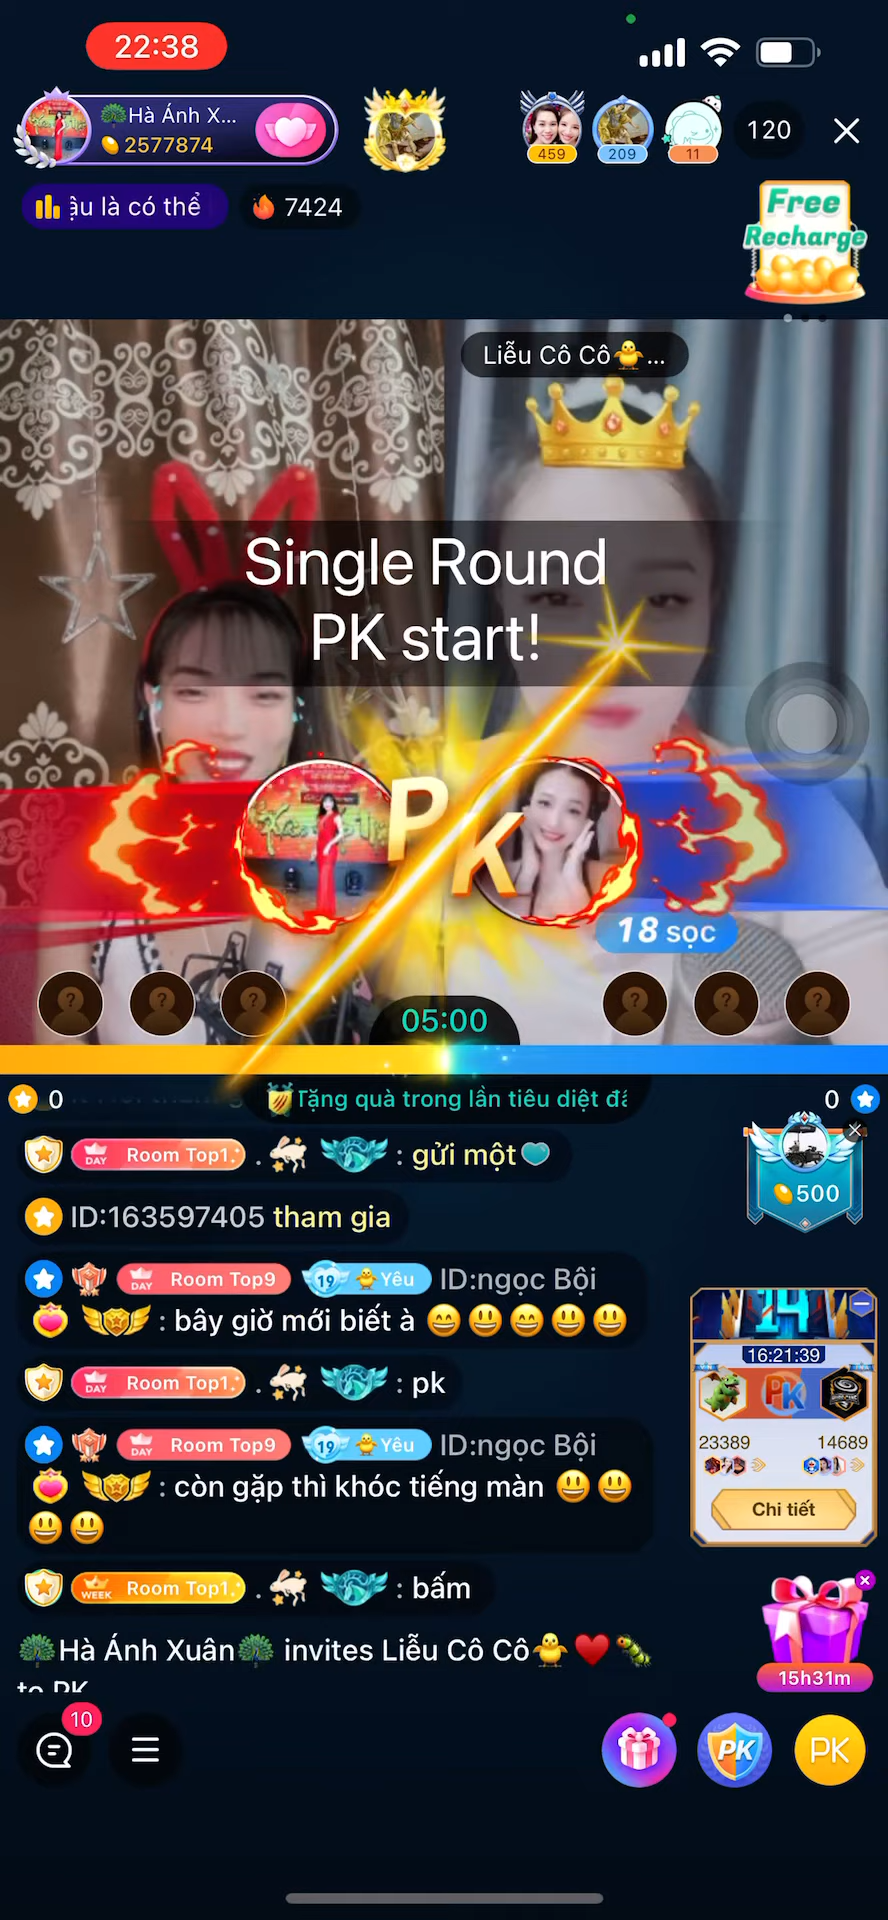 22:38
Hà Ánh X...
2577874
459
209
11
120
ậu là có thể
7424
Free
Recharge
Liễu Cô Cô...
Single Round
PK start!
PK
18 sọc
05:00
0
Tặng quà trong lần tiêu diệt đầ
0
DAY Room Top1 . : gửi một
500
ID:163597405 tham gia
DAY Room Top9 19 Yêu ID:ngọc Bội
: bây giờ mới biết à 😄😃😄😃😃
14
16:21:39
PK
23389 14689
Chi tiết
DAY Room Top1 . : pk
DAY Room Top9 19 Yêu ID:ngọc Bội
: còn gặp thì khóc tiếng màn 😃😃
😃😃
WEEK Room Top1 . : bấm
🦚Hà Ánh Xuân🦚 invites Liễu Cô Cô🐥❤️🐛
to PK
15h31m
10
PK
PK